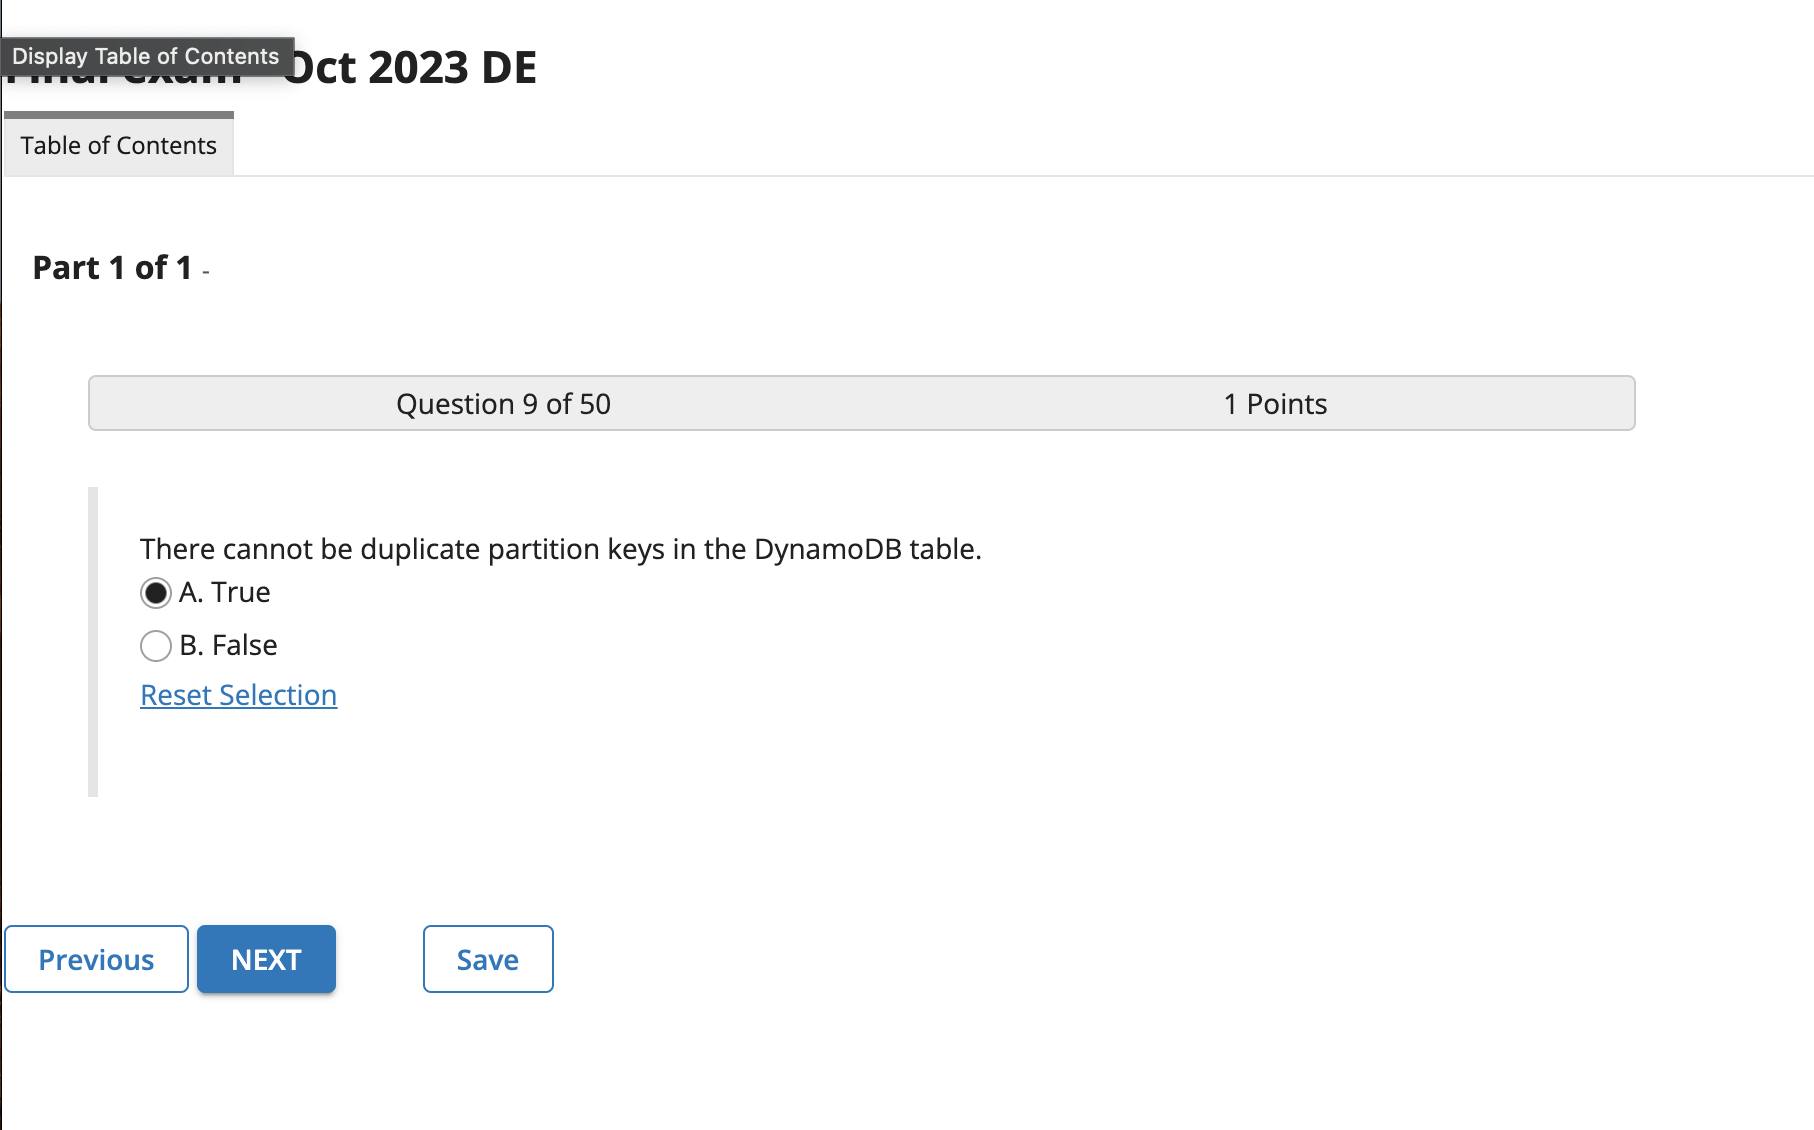 Display Table of Contents
Oct 2023 DE
Table of Contents
Part 1 of 1 -
Question 9 of 50
1 Points
There cannot be duplicate partition keys in the DynamoDB table.
A. True
B. False
Reset Selection
Previous
NEXT
Save